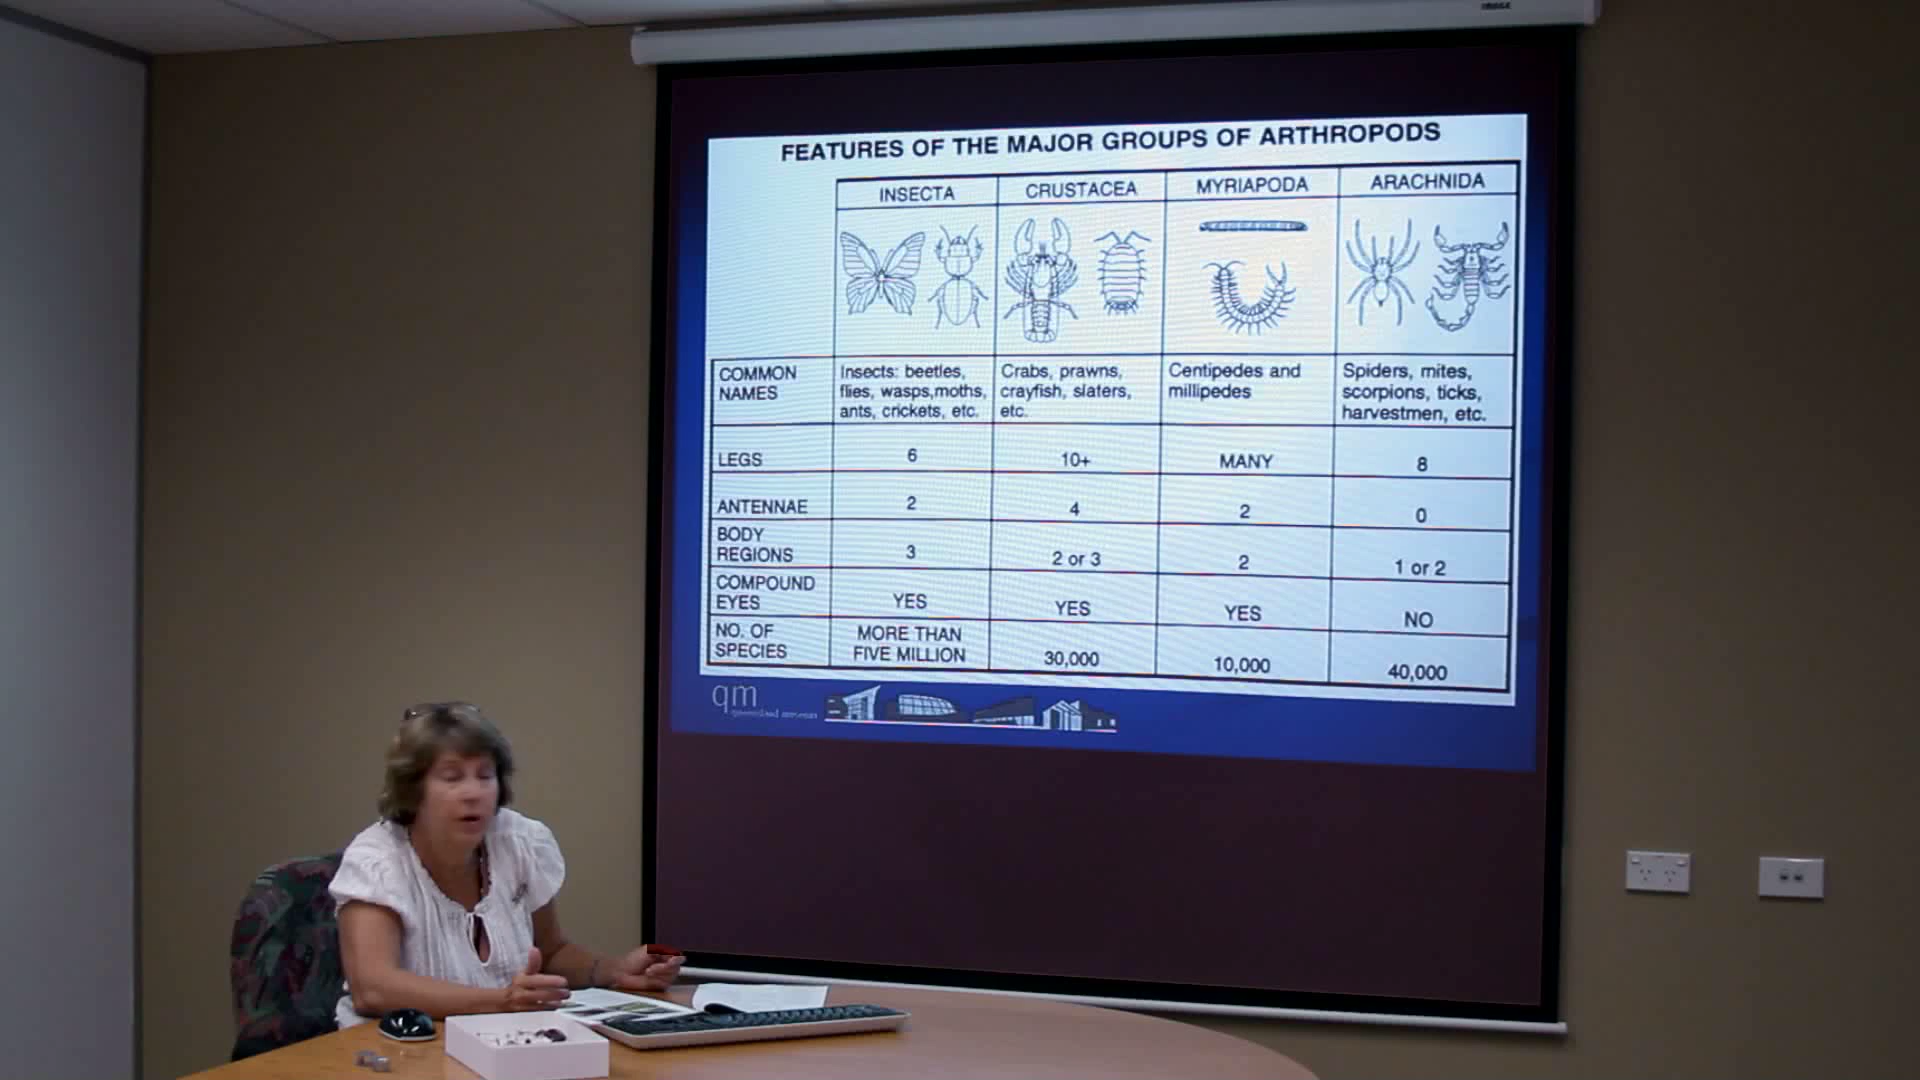 FEATURES OF THE MAJOR GROUPS OF ARTHROPODS
INSECTA CRUSTACEA MYRIAPODA ARACHNIDA
COMMON NAMES
Insects: beetles,
flies, wasps,moths,
ants, crickets, etc.
Crabs, prawns,
crayfish, slaters,
etc.
Centipedes and
millipedes
Spiders, mites,
scorpions, ticks,
harvestmen, etc.
LEGS 6 10+ MANY 8
ANTENNAE 2 4 2 0
BODY
REGIONS 3 2 or 3 2 1 or 2
COMPOUND
EYES YES YES YES NO
NO. OF
SPECIES
MORE THAN
FIVE MILLION
30,000 10,000 40,000
qm
queensland museum